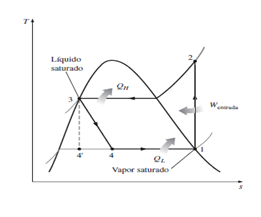 T
2
Líquido
saturado
Q_H
3
W_entrada
4'
4
Q_L
1
Vapor saturado
s